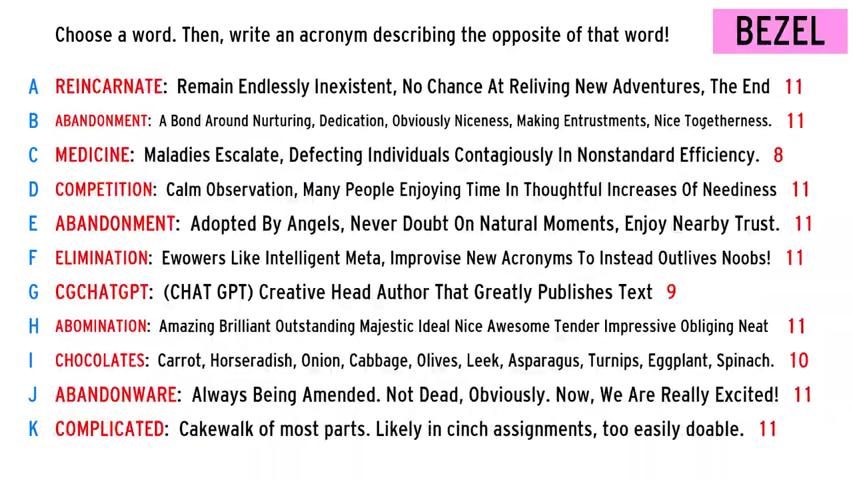 Choose a word. Then, write an acronym describing the opposite of that word! BEZEL
A REINCARNATE: Remain Endlessly Inexistent, No Chance At Reliving New Adventures, The End 11
B ABANDONMENT: A Bond Around Nurturing, Dedication, Obviously Niceness, Making Entrustments, Nice Togetherness. 11
C MEDICINE: Maladies Escalate, Defecting Individuals Contagiously In Nonstandard Efficiency. 8
D COMPETITION: Calm Observation, Many People Enjoying Time In Thoughtful Increases Of Neediness 11
E ABANDONMENT: Adopted By Angels, Never Doubt On Natural Moments, Enjoy Nearby Trust. 11
F ELIMINATION: Ewowers Like Intelligent Meta, Improvise New Acronyms To Instead Outlives Noobs! 11
G CGCHATGPT: (CHAT GPT) Creative Head Author That Greatly Publishes Text 9
H ABOMINATION: Amazing Brilliant Outstanding Majestic Ideal Nice Awesome Tender Impressive Obliging Neat 11
I CHOCOLATES: Carrot, Horseradish, Onion, Cabbage, Olives, Leek, Asparagus, Turnips, Eggplant, Spinach. 10
J ABANDONWARE: Always Being Amended. Not Dead, Obviously. Now, We Are Really Excited! 11
K COMPLICATED: Cakewalk of most parts. Likely in cinch assignments, too easily doable. 11